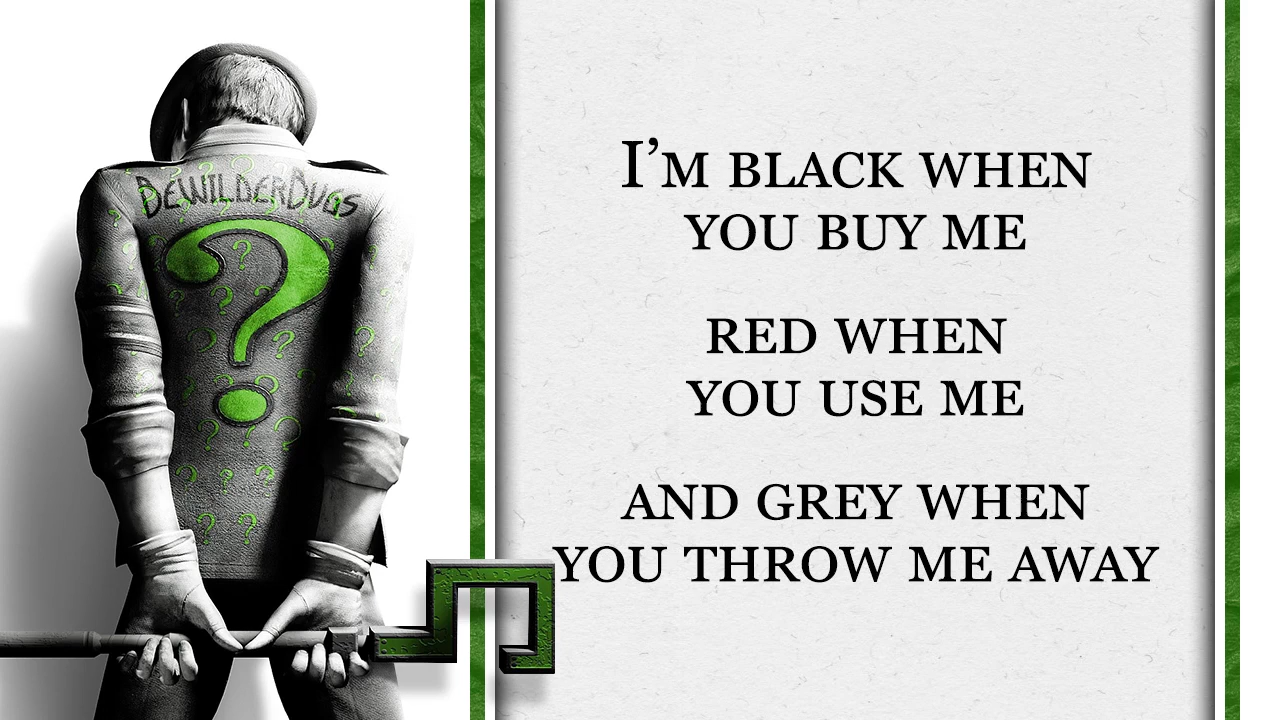 BEWILDERBUGS
I'M BLACK WHEN
YOU BUY ME
RED WHEN
YOU USE ME
AND GREY WHEN
YOU THROW ME AWAY